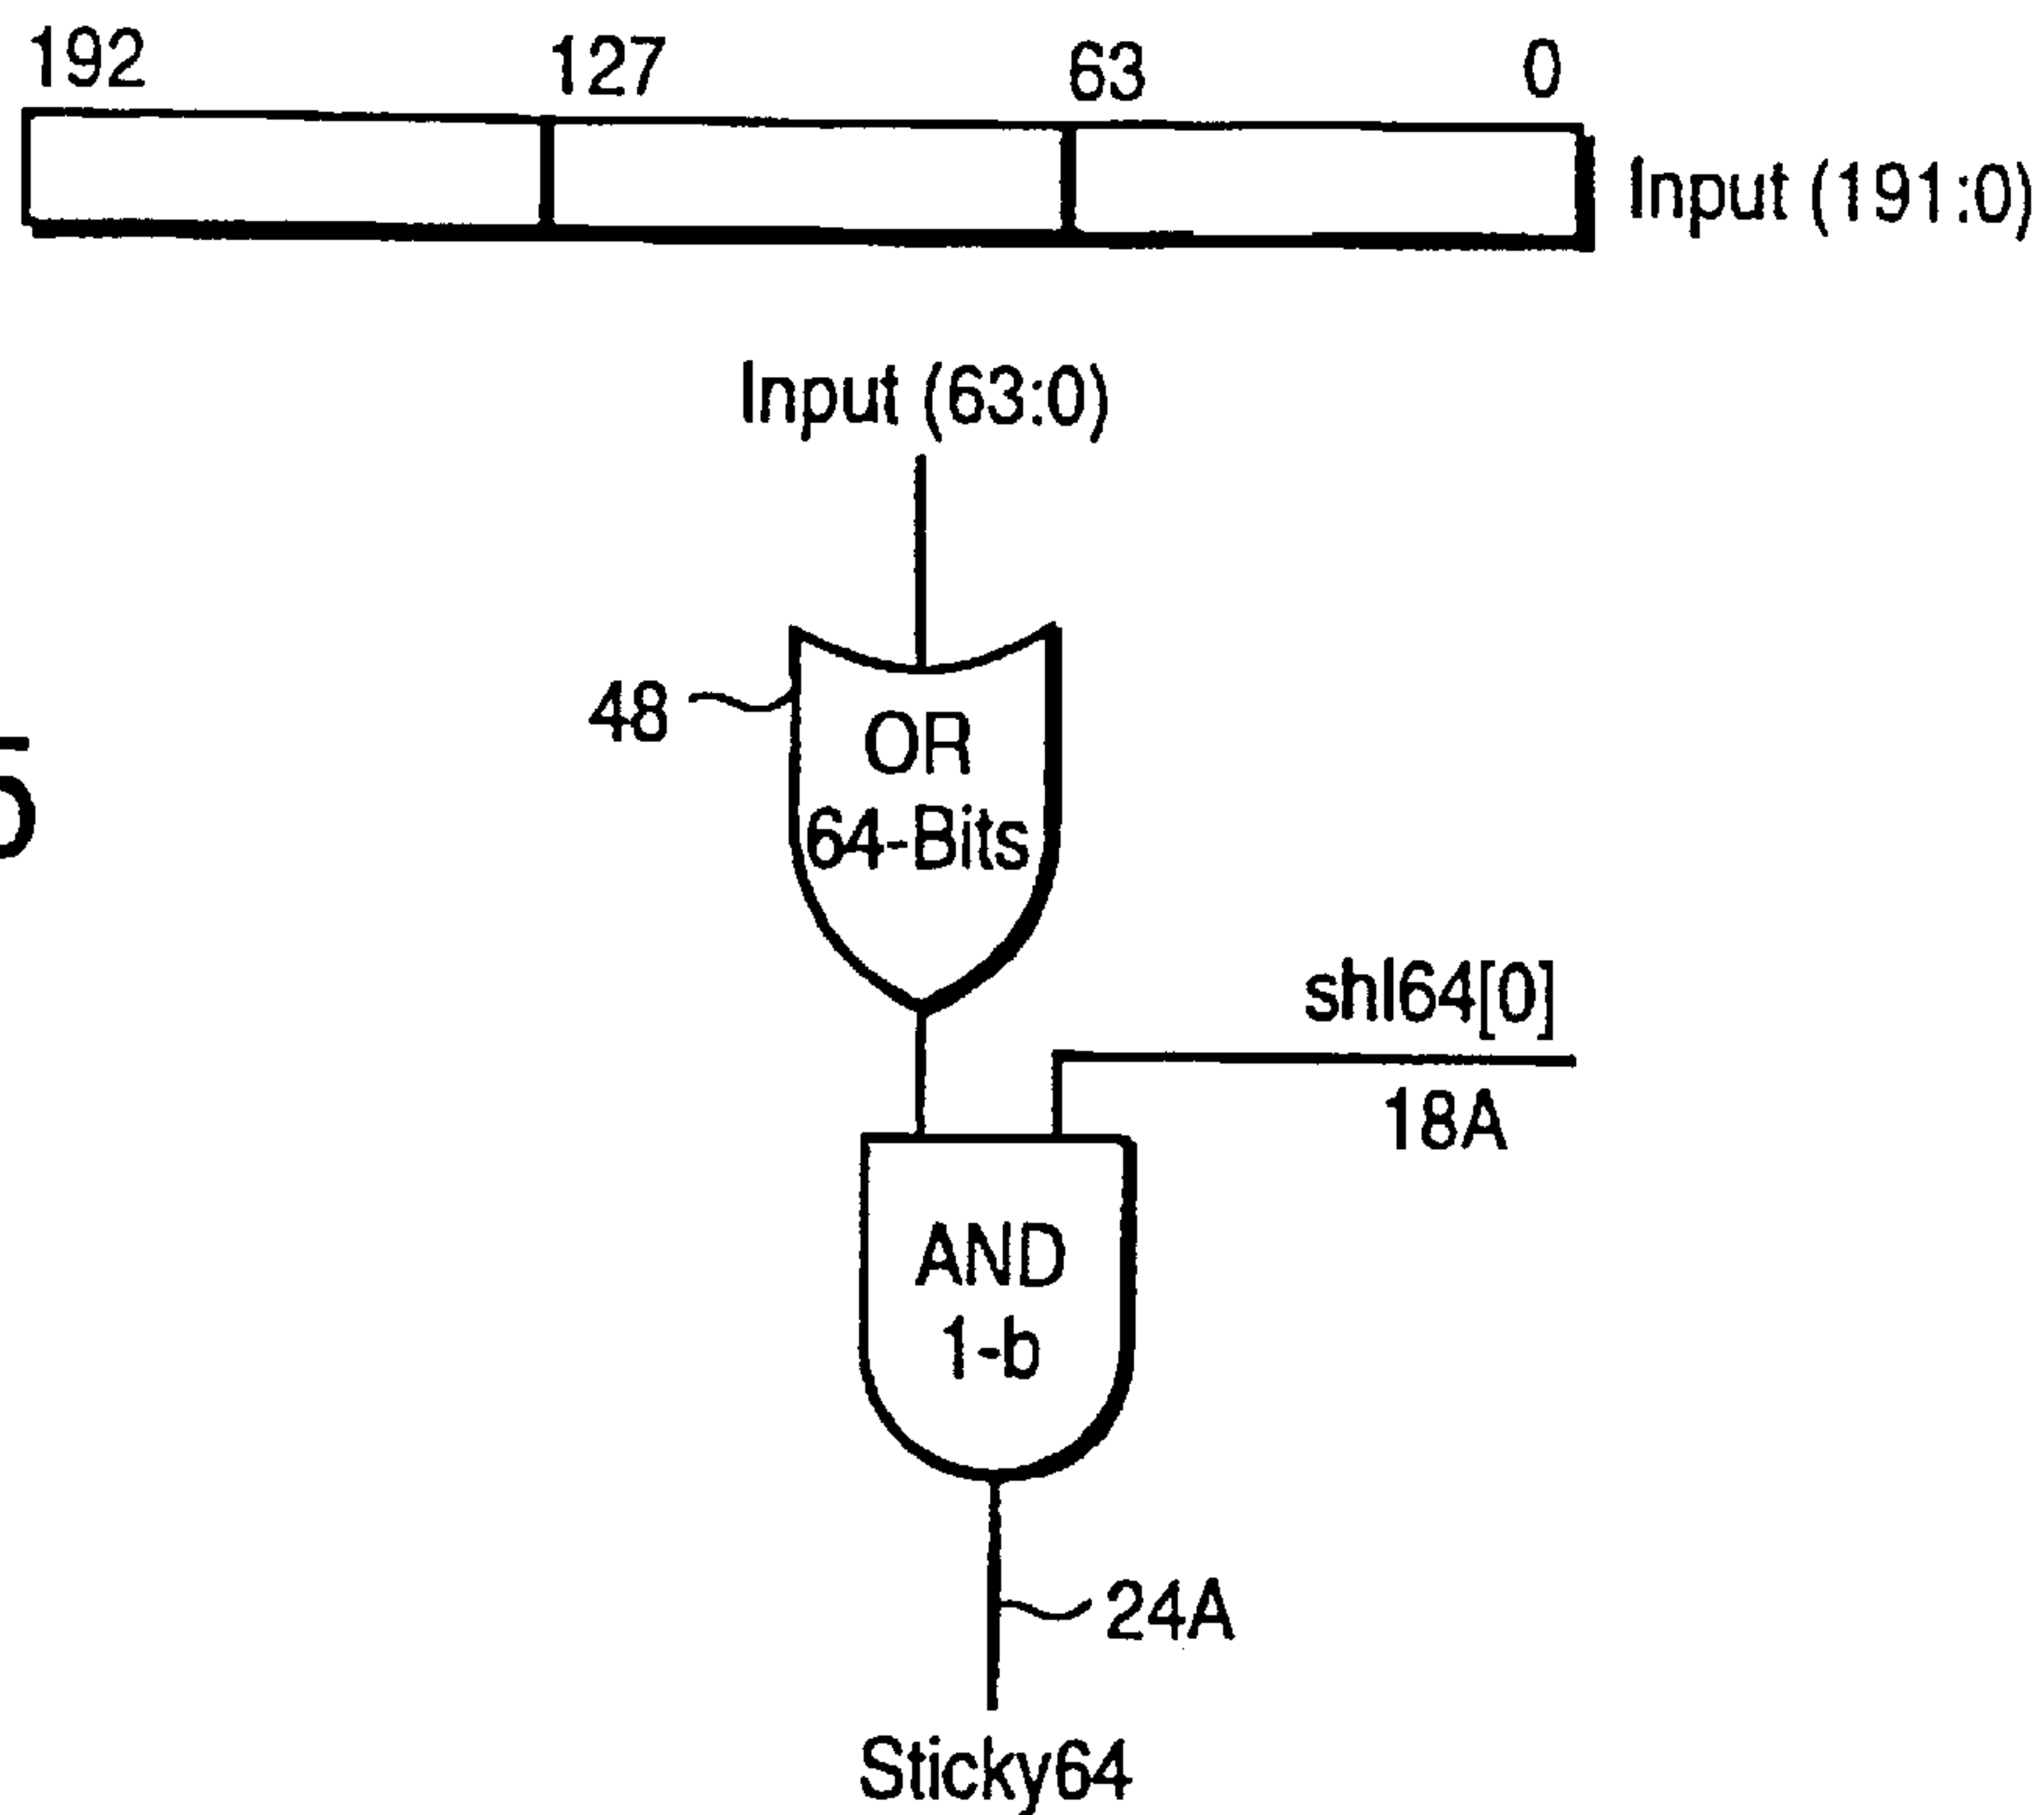 192 127 63 0
Input (191:0)
Input (63:0)
48
OR
64-Bits
5
shl64[0]
18A
AND
1-b
24A
Sticky64